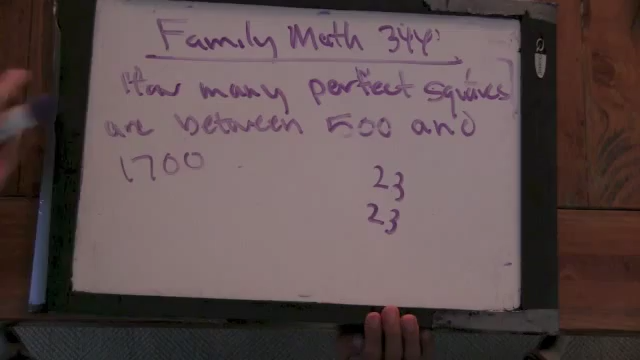 Family Math 344:
How many perfect squares
are between 500 and
1700
23
23